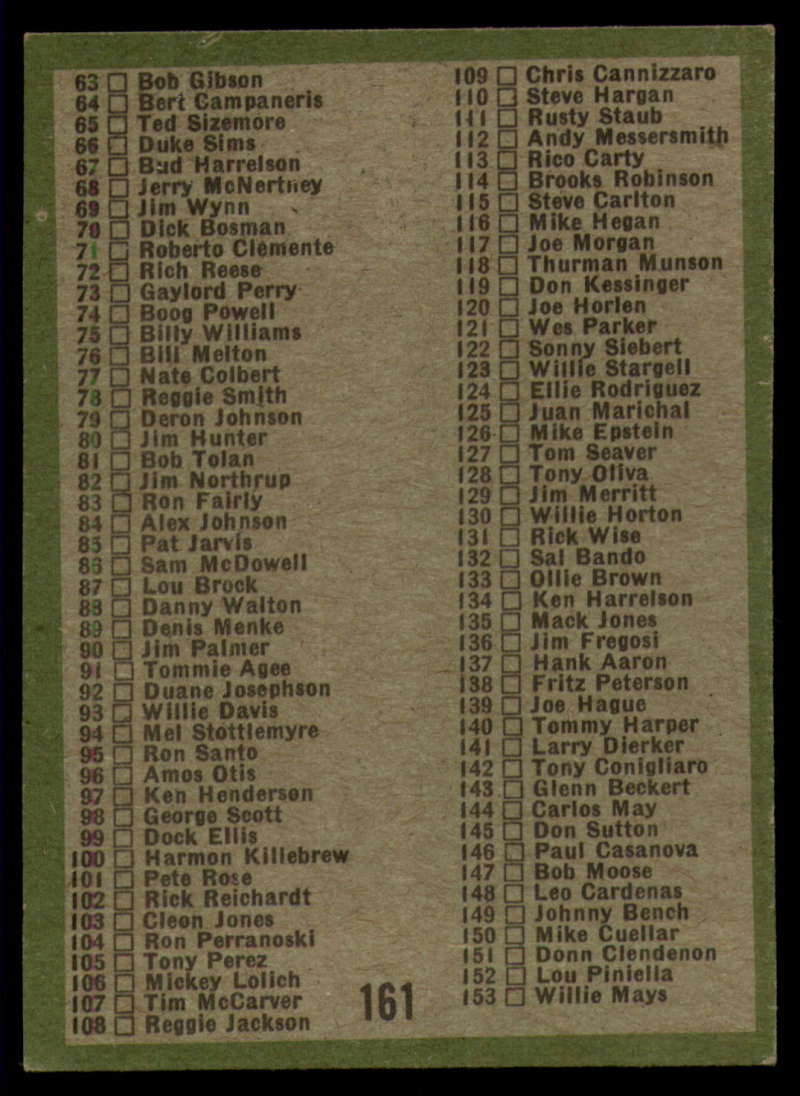 63 Bob Gibson
64 Bert Campaneris
65 Ted Sizemore
66 Duke Sims
67 Bud Harrelson
68 Jerry McNertney
69 Jim Wynn
70 Dick Bosman
71 Roberto Clemente
72 Rich Reese
73 Gaylord Perry
74 Boog Powell
75 Billy Williams
76 Bill Melton
77 Nate Colbert
78 Reggie Smith
79 Deron Johnson
80 Jim Hunter
81 Bob Tolan
82 Jim Northrup
83 Ron Fairly
84 Alex Johnson
85 Pat Jarvis
86 Sam McDowell
87 Lou Brock
88 Danny Walton
89 Denis Menke
90 Jim Palmer
91 Tommie Agee
92 Duane Josephson
93 Willie Davis
94 Mel Stottlemyre
95 Ron Santo
96 Amos Otis
97 Ken Henderson
98 George Scott
99 Dock Ellis
100 Harmon Killebrew
101 Pete Rose
102 Rick Reichardt
103 Cleon Jones
104 Ron Perranoski
105 Tony Perez
106 Mickey Lolich
107 Tim McCarver
108 Reggie Jackson
161
109 Chris Cannizzaro
110 Steve Hargan
111 Rusty Staub
112 Andy Messersmith
113 Rico Carty
114 Brooks Robinson
115 Steve Carlton
116 Mike Hegan
117 Joe Morgan
118 Thurman Munson
119 Don Kessinger
120 Joe Horlen
121 Wes Parker
122 Sonny Siebert
123 Willie Stargell
124 Ellie Rodriguez
125 Juan Marichal
126 Mike Epstein
127 Tom Seaver
128 Tony Oliva
129 Jim Merritt
130 Willie Horton
131 Rick Wise
132 Sal Bando
133 Ollie Brown
134 Ken Harrelson
135 Mack Jones
136 Jim Fregosi
137 Hank Aaron
138 Fritz Peterson
139 Joe Hague
140 Tommy Harper
141 Larry Dierker
142 Tony Conigliaro
143 Glenn Beckert
144 Carlos May
145 Don Sutton
146 Paul Casanova
147 Bob Moose
148 Leo Cardenas
149 Johnny Bench
150 Mike Cuellar
151 Donn Clendenon
152 Lou Piniella
153 Willie Mays